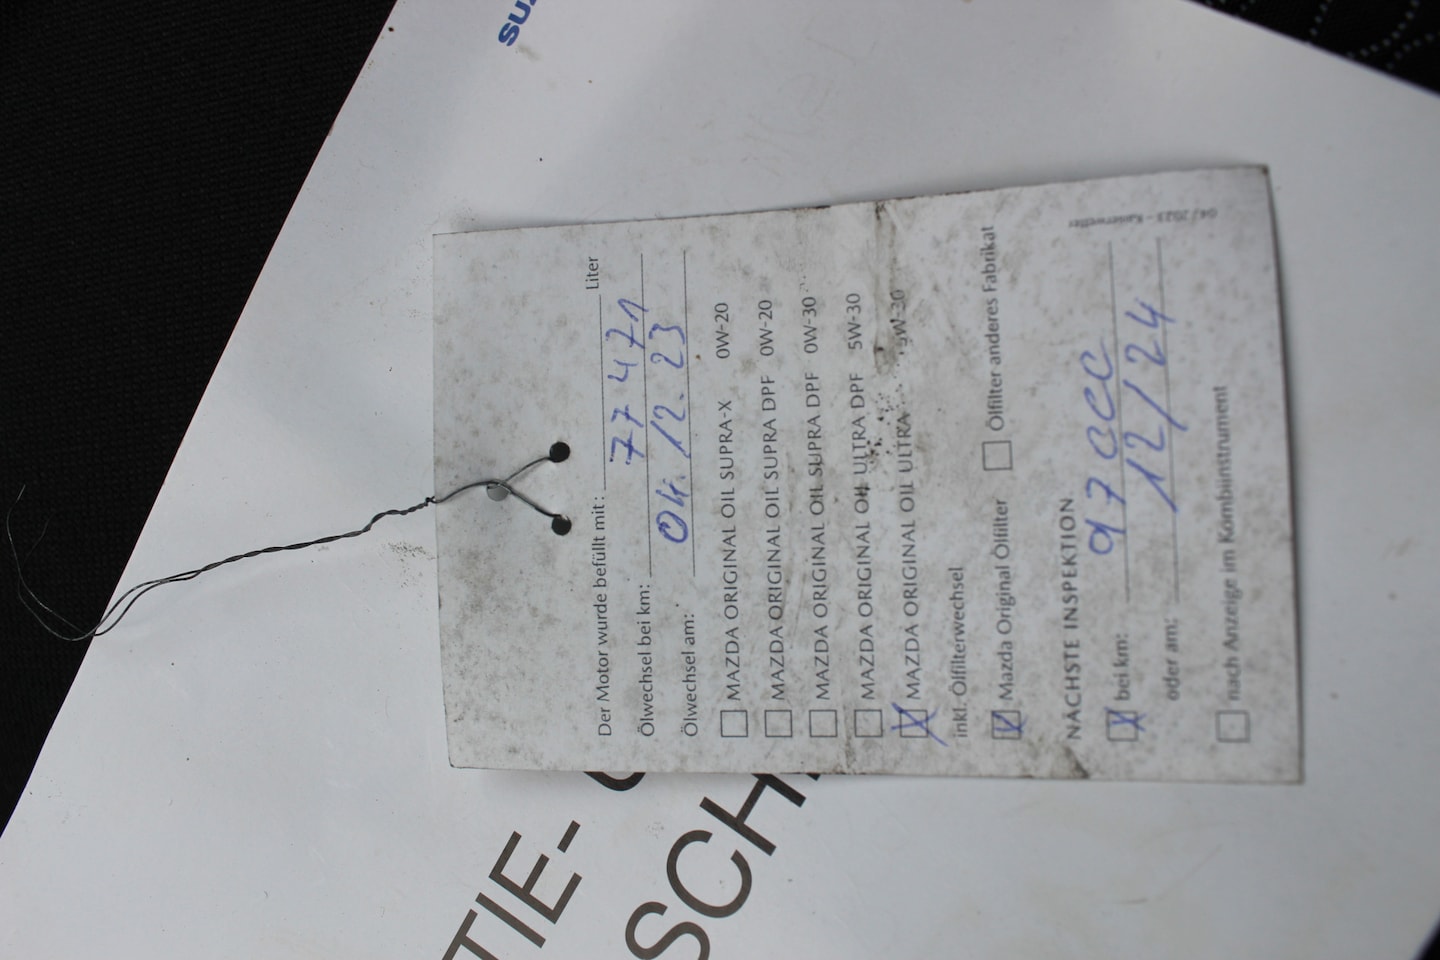 Der Motor wurde befüllt mit: Liter
Ölwechsel bei km: 77 471
Ölwechsel am: 04.12.23
MAZDA ORIGINAL OIL SUPRA-X 0W-20
MAZDA ORIGINAL OIL SUPRA DPF 0W-20
MAZDA ORIGINAL OIL SUPRA DPF 0W-30
MAZDA ORIGINAL OIL ULTRA DPF 5W-30
MAZDA ORIGINAL OIL ULTRA 5W-30
inkl. Ölfilterwechsel
Mazda Original Ölfilter Ölfilter anderes Fabrikat
NÄCHSTE INSPEKTION
bei km: 97 000
oder am: 12/24
nach Anzeige im Kombiinstrument
04/2023 - Kaiserwetter